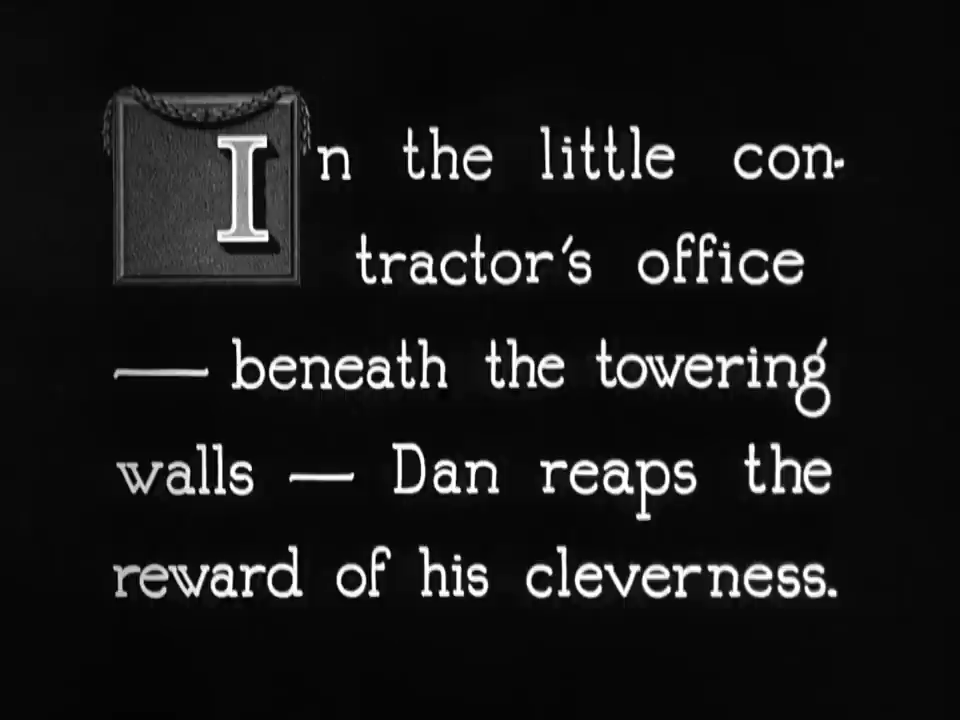 In the little con-
tractor's office
— beneath the towering
walls — Dan reaps the
reward of his cleverness.